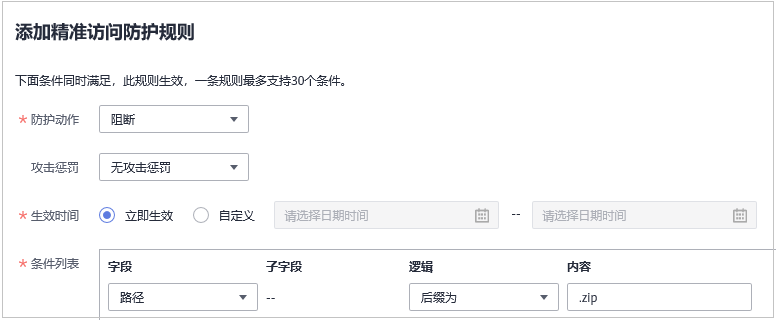 添加精准访问防护规则
下面条件同时满足，此规则生效，一条规则最多支持30个条件。
* 防护动作 阻断
攻击惩罚 无攻击惩罚
* 生效时间 立即生效 自定义 请选择日期时间 -- 请选择日期时间
* 条件列表 字段 子字段 逻辑 内容
路径 -- 后缀为 .zip